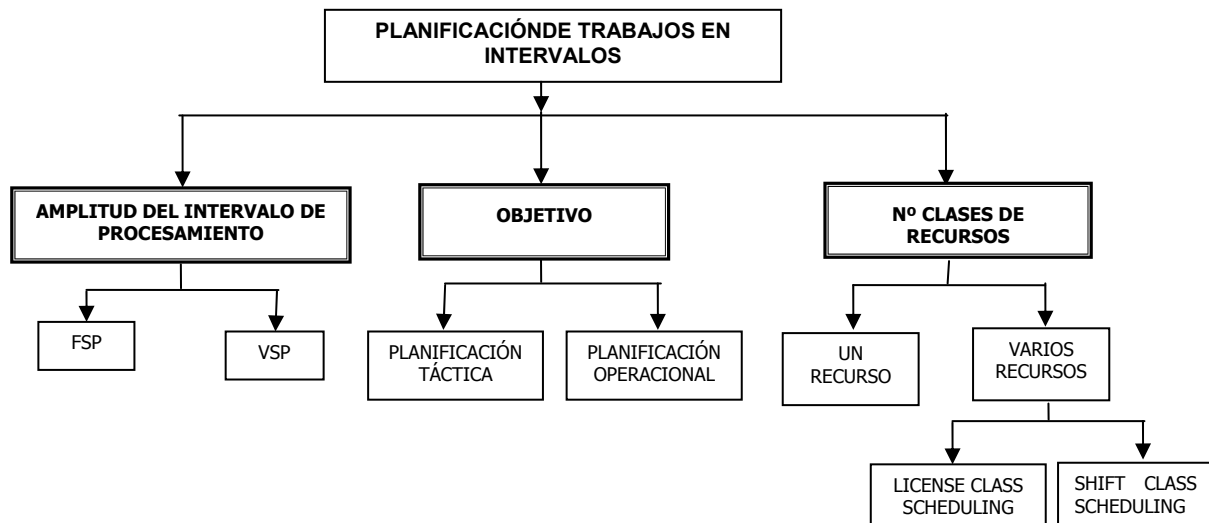 PLANIFICACIÓNDE TRABAJOS EN
INTERVALOS
AMPLITUD DEL INTERVALO DE
PROCESAMIENTO
OBJETIVO
Nº CLASES DE
RECURSOS
FSP
VSP
PLANIFICACIÓN
TÁCTICA
PLANIFICACIÓN
OPERACIONAL
UN
RECURSO
VARIOS
RECURSOS
LICENSE CLASS
SCHEDULING
SHIFT CLASS
SCHEDULING